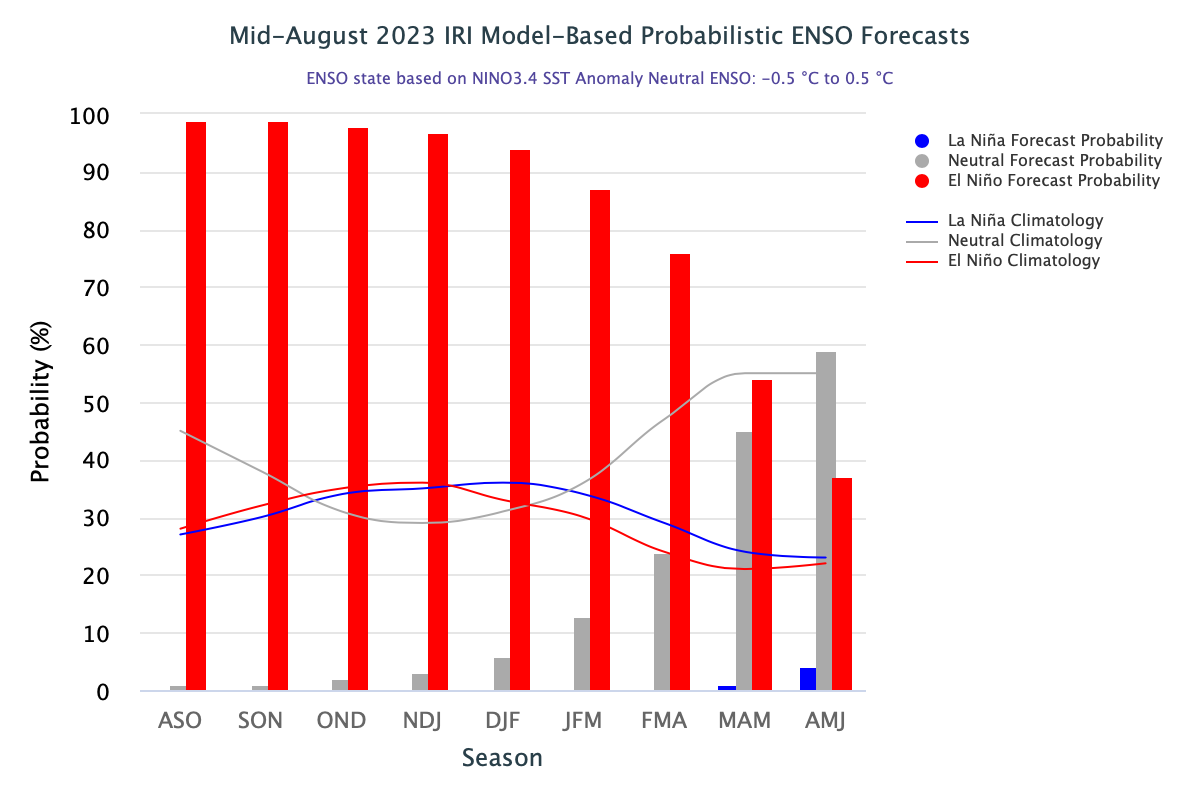 Mid-August 2023 IRI Model-Based Probabilistic ENSO Forecasts
ENSO state based on NINO3.4 SST Anomaly Neutral ENSO: -0.5 °C to 0.5 °C
Probability (%)
100
90
80
70
60
50
40
30
20
10
0
ASO SON OND NDJ DJF JFM FMA MAM AMJ
Season
La Niña Forecast Probability
Neutral Forecast Probability
El Niño Forecast Probability
La Niña Climatology
Neutral Climatology
El Niño Climatology